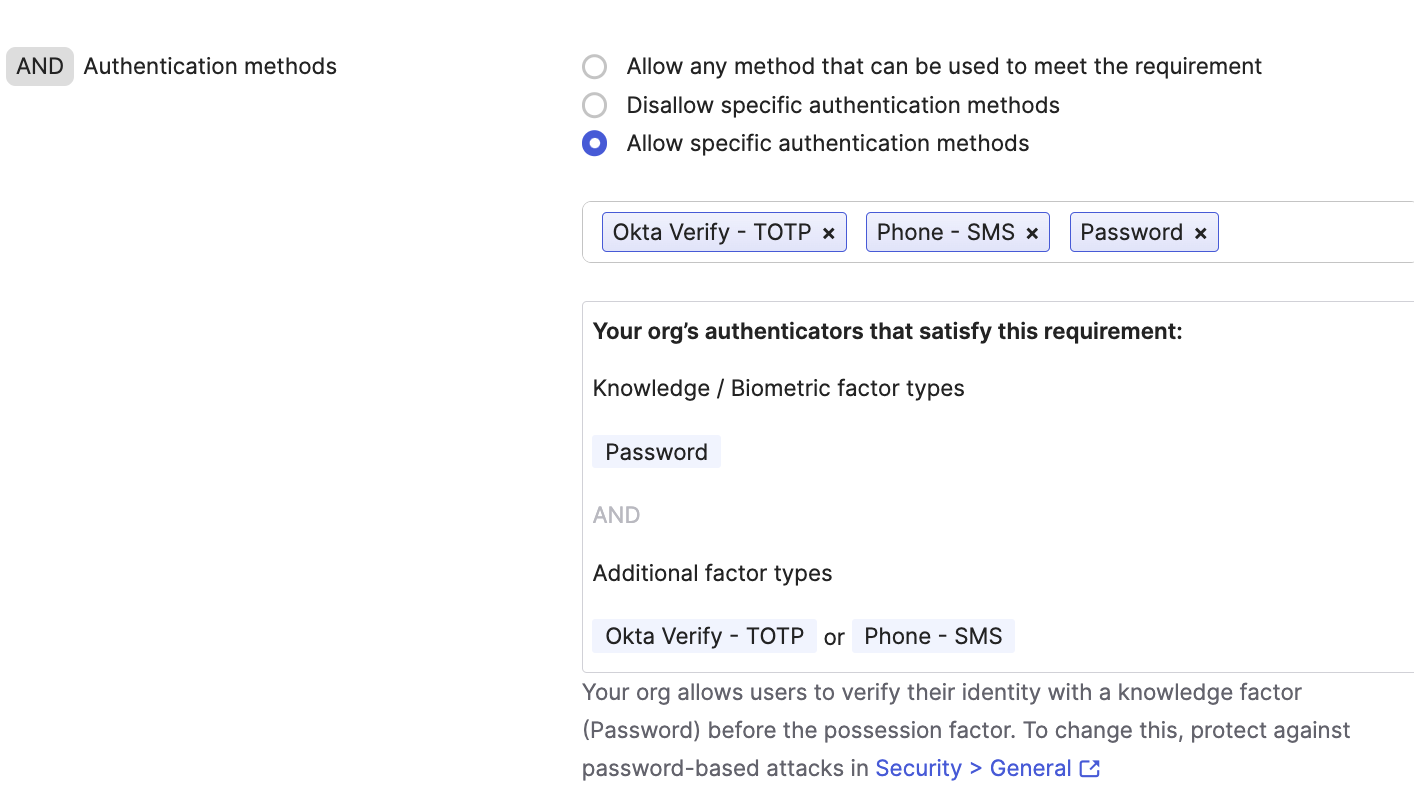 AND Authentication methods
Allow any method that can be used to meet the requirement
Disallow specific authentication methods
Allow specific authentication methods
Okta Verify - TOTP × Phone - SMS × Password ×
Your org’s authenticators that satisfy this requirement:
Knowledge / Biometric factor types
Password
AND
Additional factor types
Okta Verify - TOTP or Phone - SMS
Your org allows users to verify their identity with a knowledge factor
(Password) before the possession factor. To change this, protect against
password-based attacks in Security > General